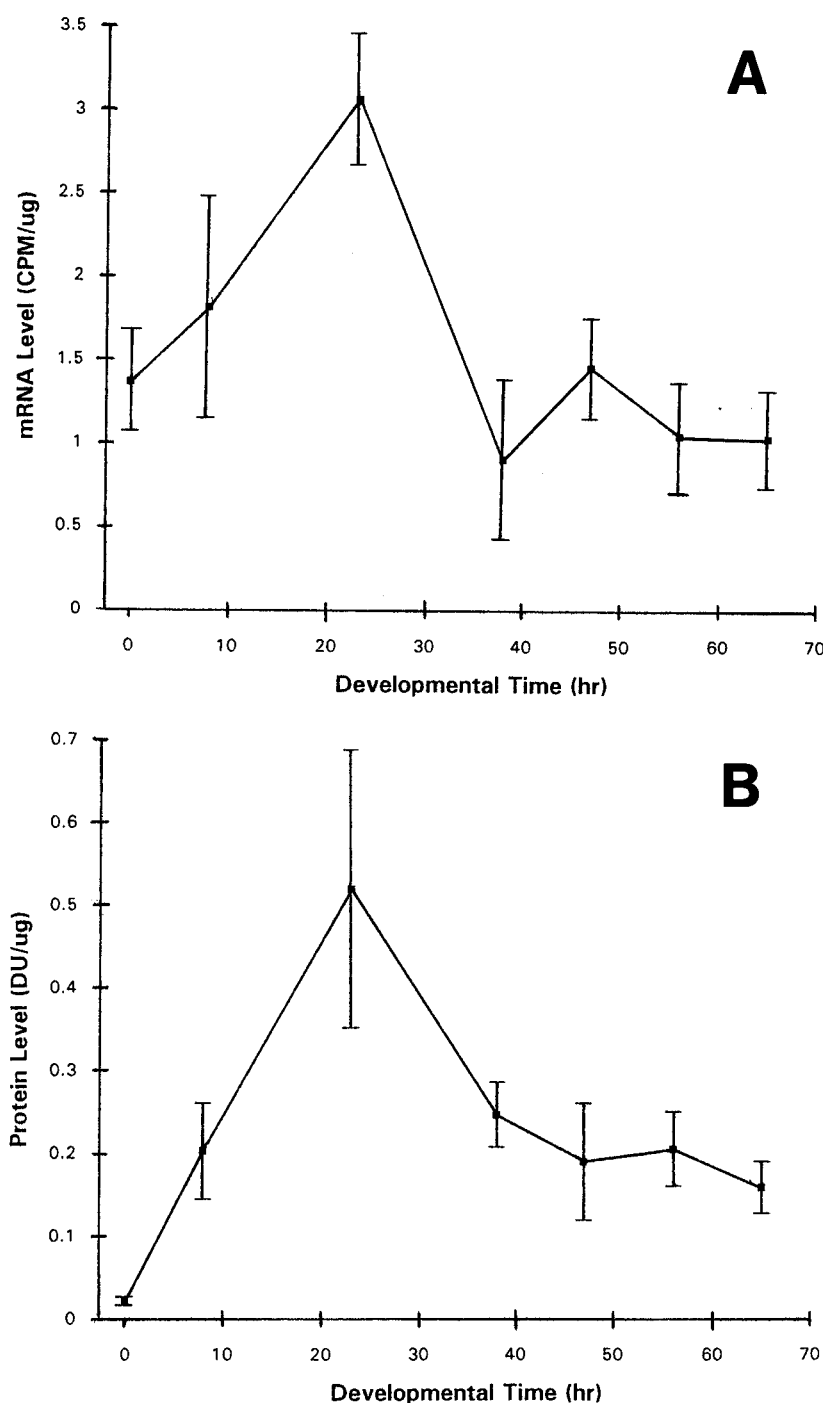 A
mRNA Level (CPM/ug)
3.5
3
2.5
2
1.5
1
0.5
0
0 10 20 30 40 50 60 70
Developmental Time (hr)
B
Protein Level (DU/ug)
0.7
0.6
0.5
0.4
0.3
0.2
0.1
0
0 10 20 30 40 50 60 70
Developmental Time (hr)